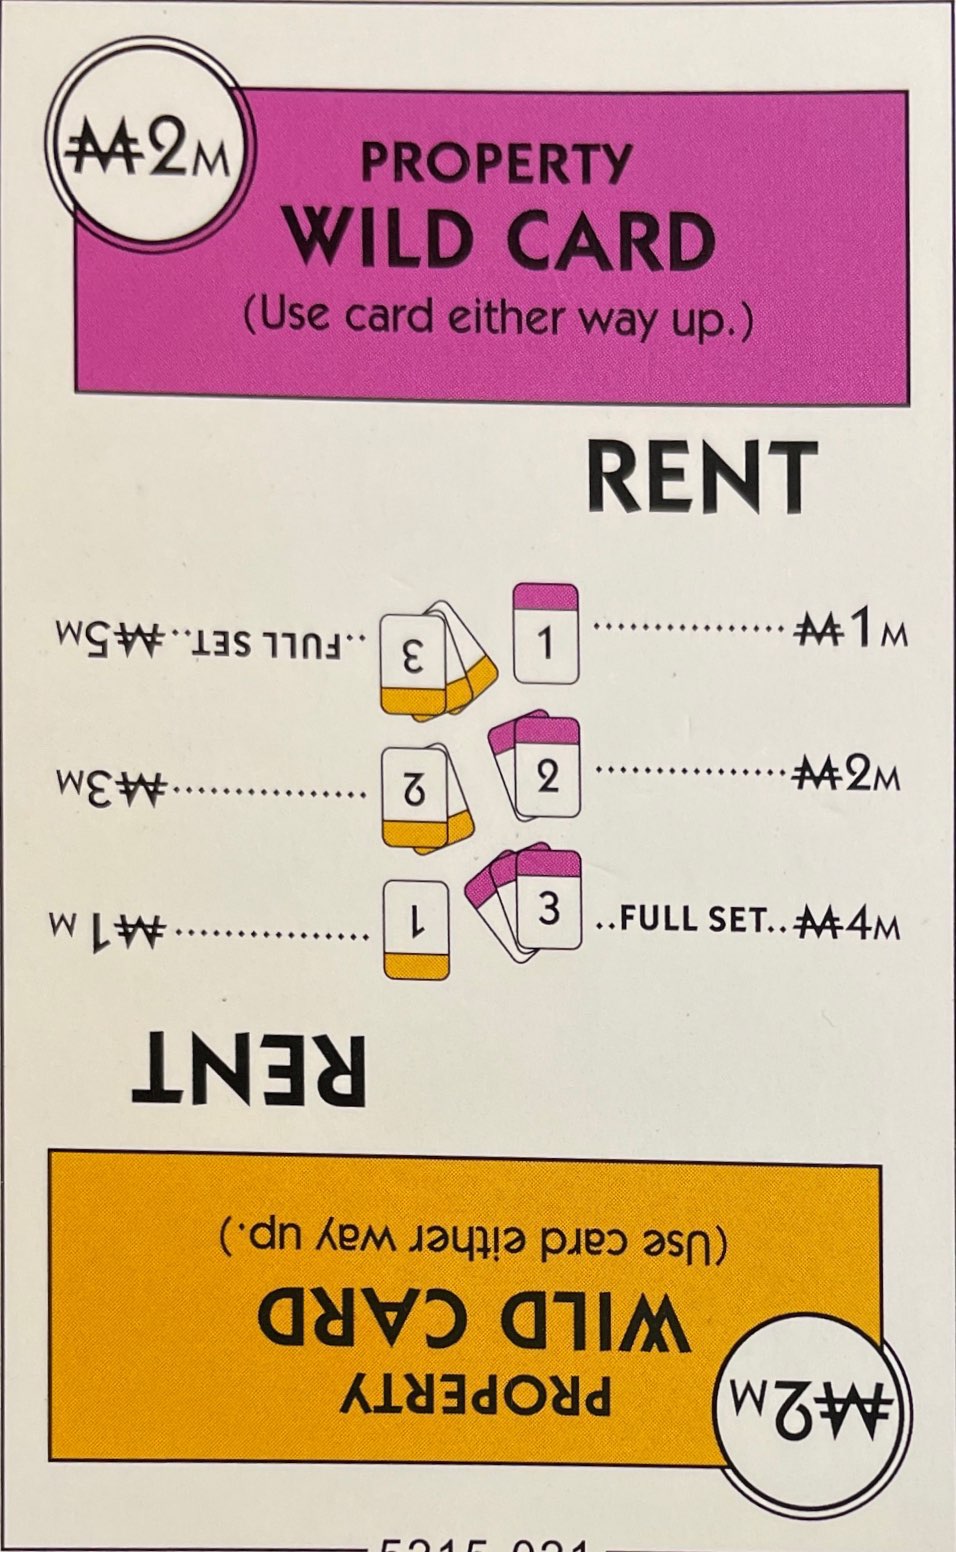 ₩2M
PROPERTY
WILD CARD
(Use card either way up.)
RENT
1 ................ ₩1M
2 ................ ₩2M
3 ..FULL SET.. ₩4M
₩2M
PROPERTY
WILD CARD
(Use card either way up.)
RENT
1 ................ ₩1M
2 ................ ₩3M
3 ..FULL SET.. ₩5M